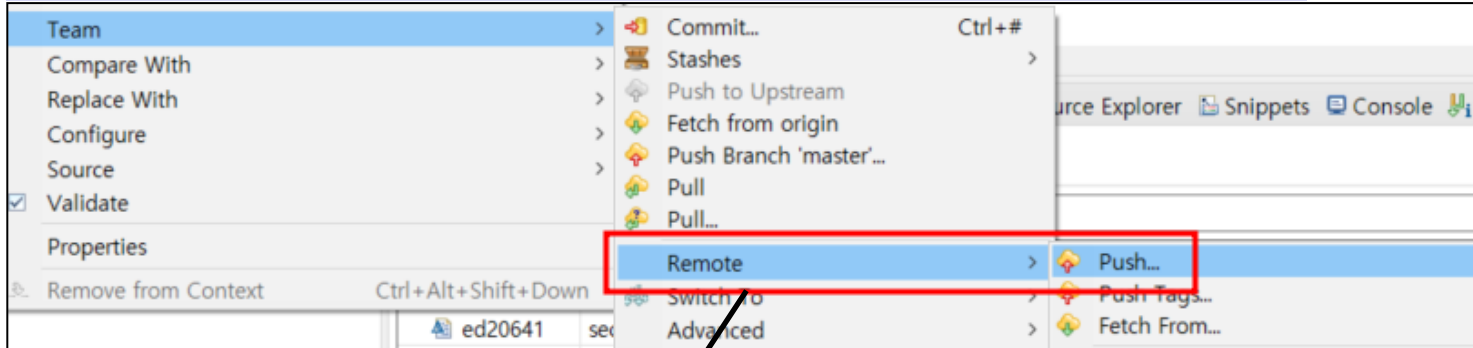 Team
Compare With
Replace With
Configure
Source
Validate
Properties
Remove from Context Ctrl+Alt+Shift+Down
Commit... Ctrl+#
Stashes
Push to Upstream
Fetch from origin
Push Branch 'master'...
Pull
Pull...
Remote
Switch To
Advanced
Push...
Push Tags...
Fetch From...
Explorer Snippets Console
ed20641